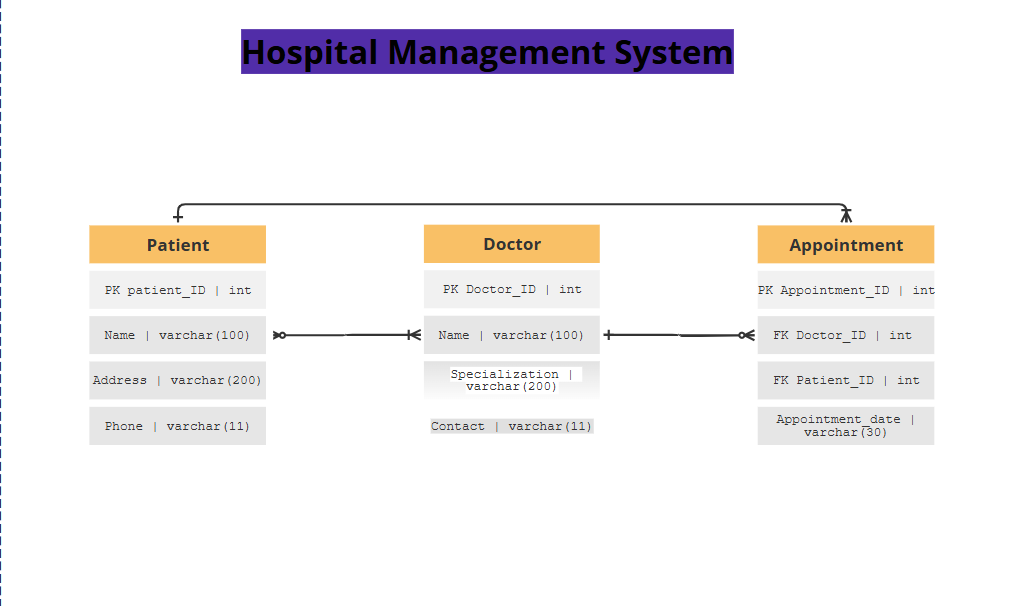 Hospital Management System
Patient
PK patient_ID | int
Name | varchar(100)
Address | varchar(200)
Phone | varchar(11)
Doctor
PK Doctor_ID | int
Name | varchar(100)
Specialization |
varchar(200)
Contact | varchar(11)
Appointment
PK Appointment_ID | int
FK Doctor_ID | int
FK Patient_ID | int
Appointment_date |
varchar(30)